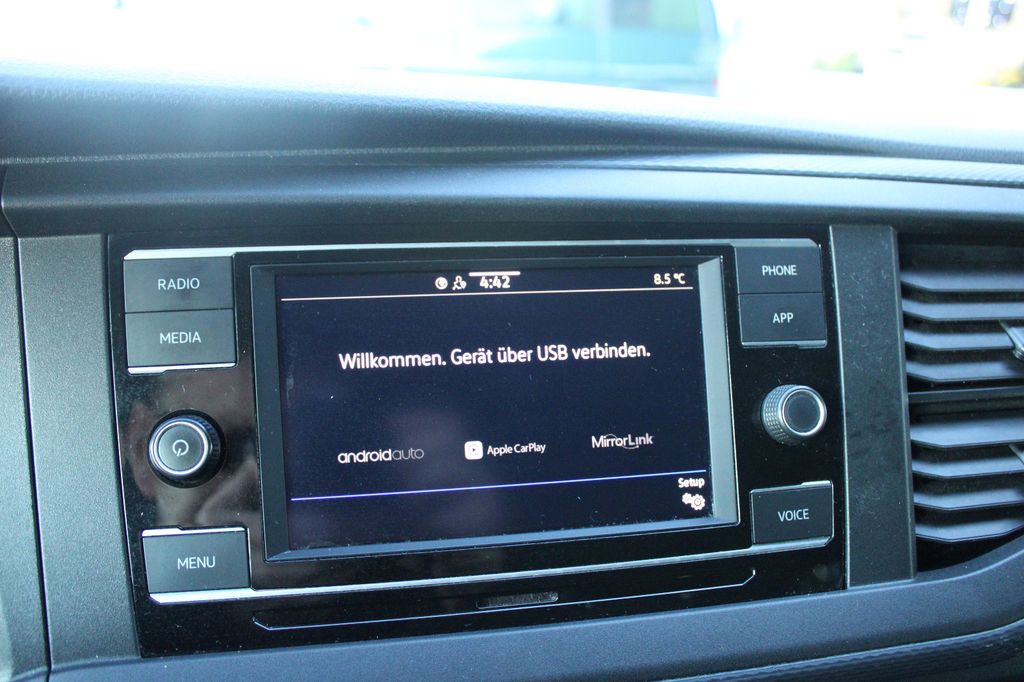 RADIO
MEDIA
MENU
4:42
8.5 °C
Willkommen. Gerät über USB verbinden.
androidauto
Apple CarPlay
MirrorLink
Setup
PHONE
APP
VOICE